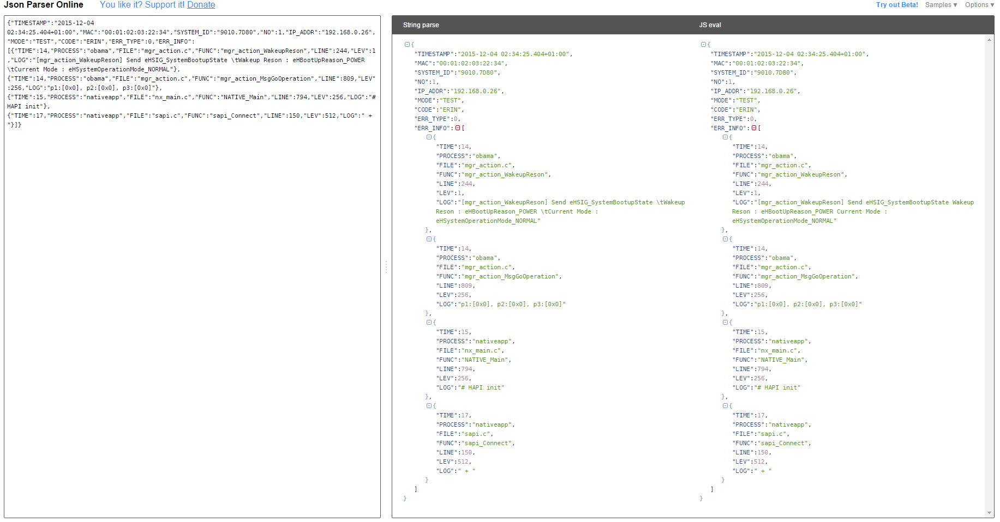 Json Parser Online You like it? Support it! Donate Try out Beta! Samples ▼ Options ▼
{"TIMESTAMP":"2015-12-04
02:34:25.404+01:00","MAC":"00:01:02:03:22:34","SYSTEM_ID":"9010.7D80","NO":1,"IP_ADDR":"192.168.0.26",
"MODE":"TEST","CODE":"ERIN","ERR_TYPE":0,"ERR_INFO":
[{"TIME":14,"PROCESS":"obama","FILE":"mgr_action.c","FUNC":"mgr_action_WakeupReson","LINE":244,"LEV":1
,"LOG":"[mgr_action_WakeupReson] Send eHSIG_SystemBootupState \tWakeup Reson : eHBootUpReason_POWER
\tCurrent Mode : eHSystemOperationMode_NORMAL"},
{"TIME":14,"PROCESS":"obama","FILE":"mgr_action.c","FUNC":"mgr_action_MsgGoOperation","LINE":809,"LEV"
:256,"LOG":"p1:[0x0], p2:[0x0], p3:[0x0]"},
{"TIME":15,"PROCESS":"nativeapp","FILE":"nx_main.c","FUNC":"NATIVE_Main","LINE":794,"LEV":256,"LOG":"#
HAPI init"},
{"TIME":17,"PROCESS":"nativeapp","FILE":"sapi.c","FUNC":"sapi_Connect","LINE":150,"LEV":512,"LOG":" +
"}]}
String parse
{
"TIMESTAMP":"2015-12-04 02:34:25.404+01:00",
"MAC":"00:01:02:03:22:34",
"SYSTEM_ID":"9010.7D80",
"NO":1,
"IP_ADDR":"192.168.0.26",
"MODE":"TEST",
"CODE":"ERIN",
"ERR_TYPE":0,
"ERR_INFO":[
{
"TIME":14,
"PROCESS":"obama",
"FILE":"mgr_action.c",
"FUNC":"mgr_action_WakeupReson",
"LINE":244,
"LEV":1,
"LOG":"[mgr_action_WakeupReson] Send eHSIG_SystemBootupState \tWakeup
Reson : eHBootUpReason_POWER \tCurrent Mode :
eHSystemOperationMode_NORMAL"
},
{
"TIME":14,
"PROCESS":"obama",
"FILE":"mgr_action.c",
"FUNC":"mgr_action_MsgGoOperation",
"LINE":809,
"LEV":256,
"LOG":"p1:[0x0], p2:[0x0], p3:[0x0]"
},
{
"TIME":15,
"PROCESS":"nativeapp",
"FILE":"nx_main.c",
"FUNC":"NATIVE_Main",
"LINE":794,
"LEV":256,
"LOG":"# HAPI init"
},
{
"TIME":17,
"PROCESS":"nativeapp",
"FILE":"sapi.c",
"FUNC":"sapi_Connect",
"LINE":150,
"LEV":512,
"LOG":" + "
}
]
}
JS eval
{
"TIMESTAMP":"2015-12-04 02:34:25.404+01:00",
"MAC":"00:01:02:03:22:34",
"SYSTEM_ID":"9010.7D80",
"NO":1,
"IP_ADDR":"192.168.0.26",
"MODE":"TEST",
"CODE":"ERIN",
"ERR_TYPE":0,
"ERR_INFO":[
{
"TIME":14,
"PROCESS":"obama",
"FILE":"mgr_action.c",
"FUNC":"mgr_action_WakeupReson",
"LINE":244,
"LEV":1,
"LOG":"[mgr_action_WakeupReson] Send eHSIG_SystemBootupState Wakeup
Reson : eHBootUpReason_POWER Current Mode :
eHSystemOperationMode_NORMAL"
},
{
"TIME":14,
"PROCESS":"obama",
"FILE":"mgr_action.c",
"FUNC":"mgr_action_MsgGoOperation",
"LINE":809,
"LEV":256,
"LOG":"p1:[0x0], p2:[0x0], p3:[0x0]"
},
{
"TIME":15,
"PROCESS":"nativeapp",
"FILE":"nx_main.c",
"FUNC":"NATIVE_Main",
"LINE":794,
"LEV":256,
"LOG":"# HAPI init"
},
{
"TIME":17,
"PROCESS":"nativeapp",
"FILE":"sapi.c",
"FUNC":"sapi_Connect",
"LINE":150,
"LEV":512,
"LOG":" + "
}
]
}